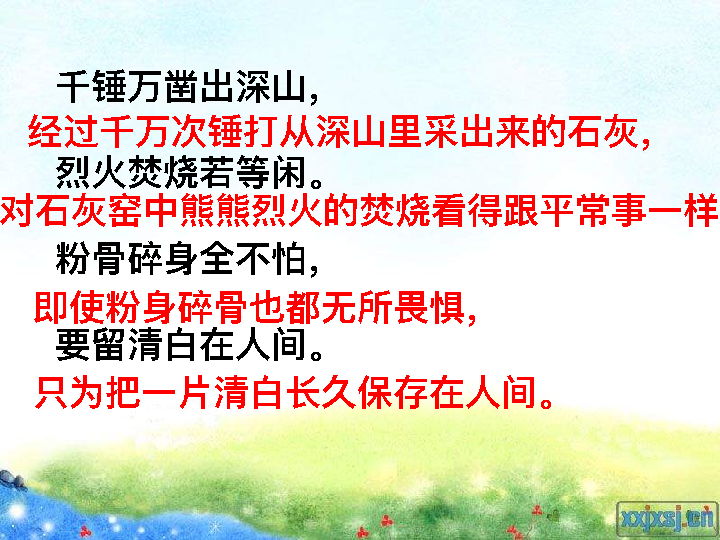 千锤万凿出深山，
经过千万次锤打从深山里采出来的石灰，
烈火焚烧若等闲。
对石灰窑中熊熊烈火的焚烧看得跟平常事一样
粉骨碎身全不怕，
即使粉身碎骨也都无所畏惧，
要留清白在人间。
只为把一片清白长久保存在人间。
xxjxsj.cn